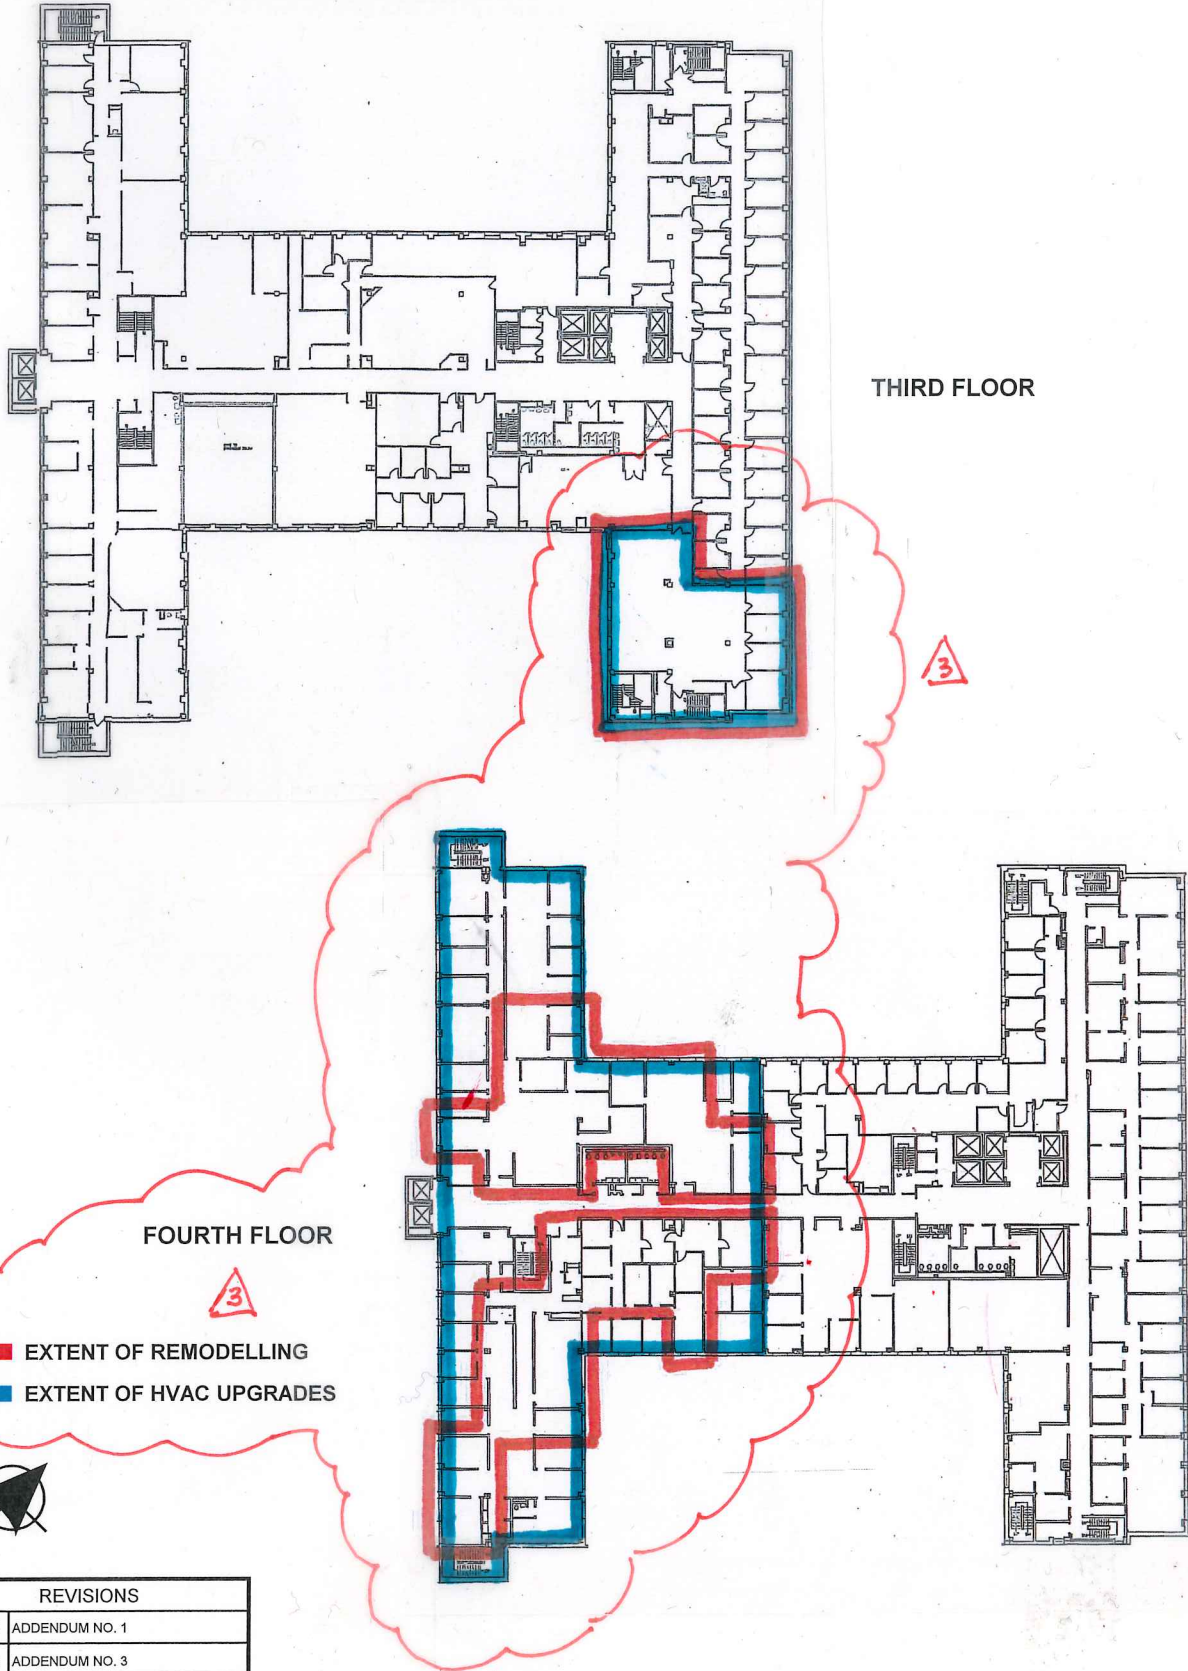 THIRD FLOOR
3
FOURTH FLOOR
3
EXTENT OF REMODELLING
EXTENT OF HVAC UPGRADES
REVISIONS
ADDENDUM NO. 1
ADDENDUM NO. 3